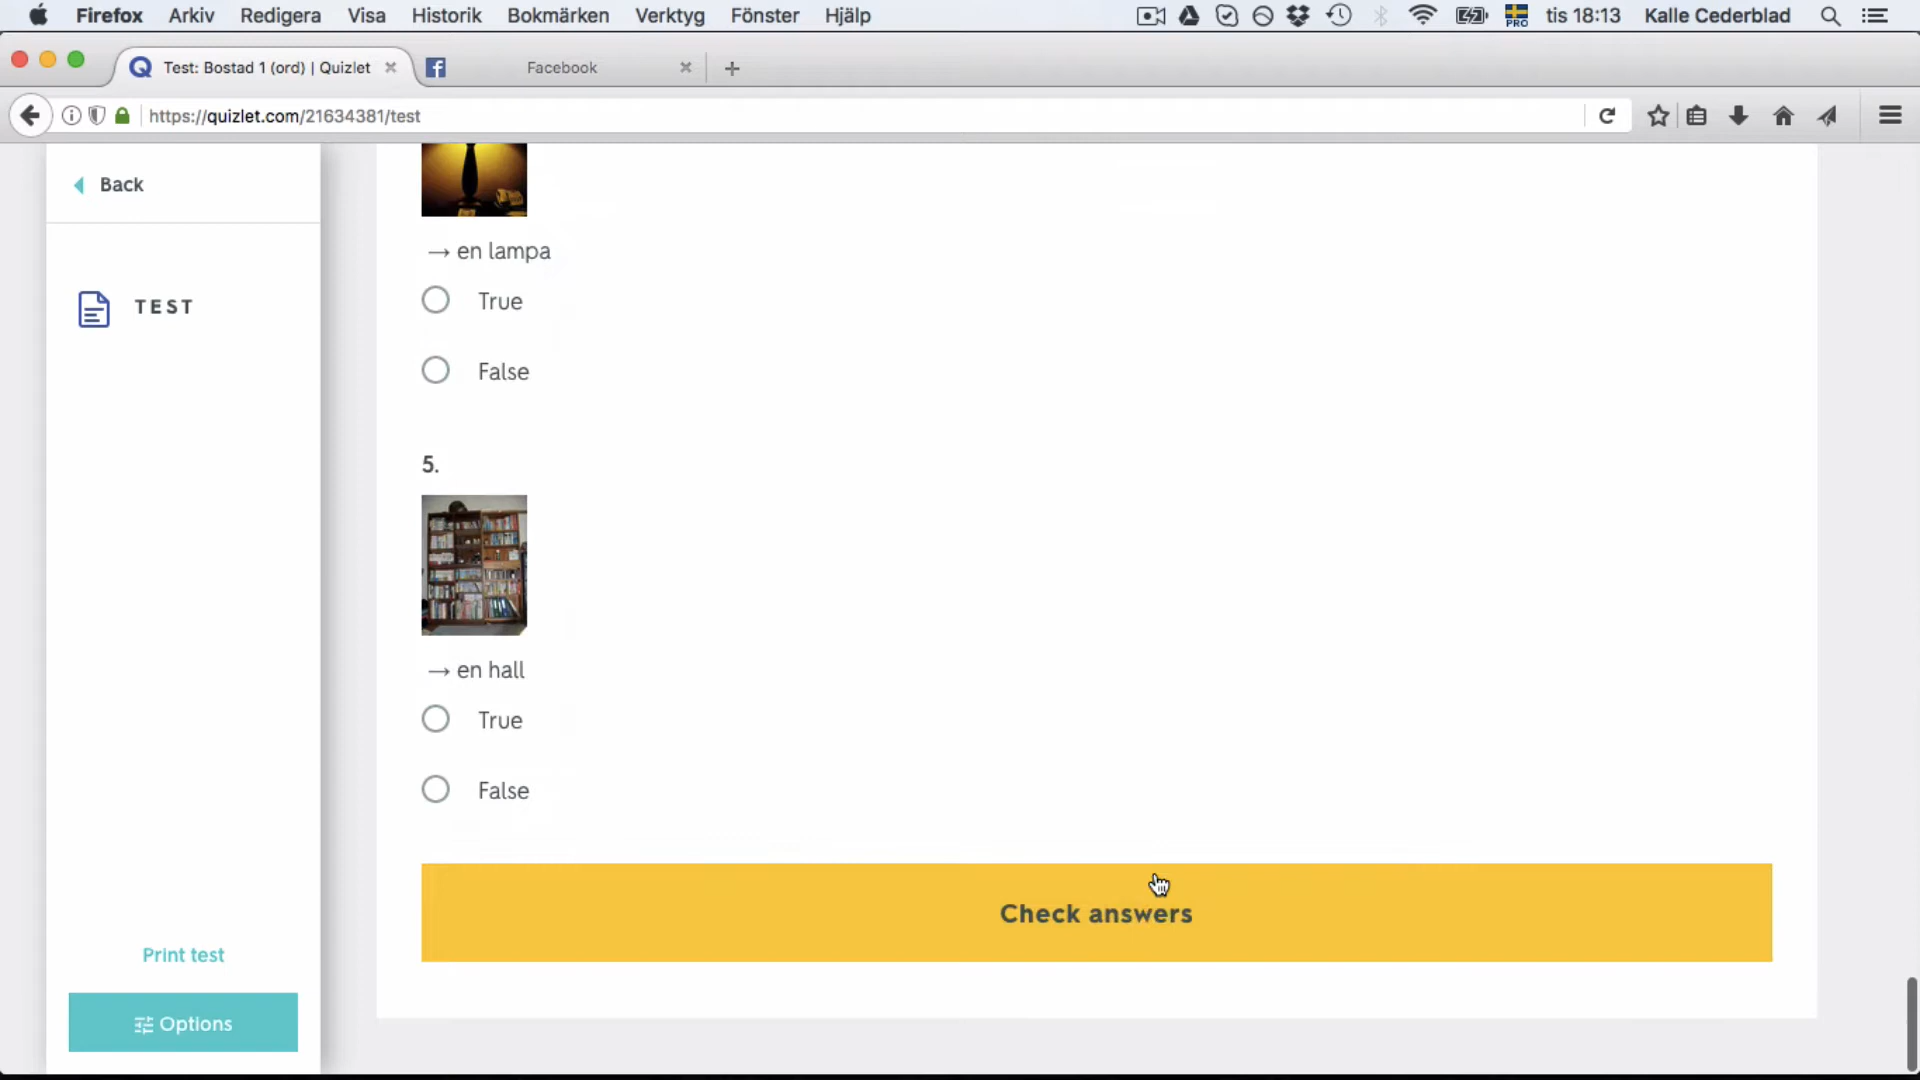 Firefox Arkiv Redigera Visa Historik Bokmärken Verktyg Fönster Hjälp PRO tis 18:13 Kalle Cederblad
Test: Bostad 1 (ord) | Quizlet Facebook
https://quizlet.com/21634381/test
Back
TEST
→ en lampa
True
False
5.
→ en hall
True
False
Check answers
Print test
Options